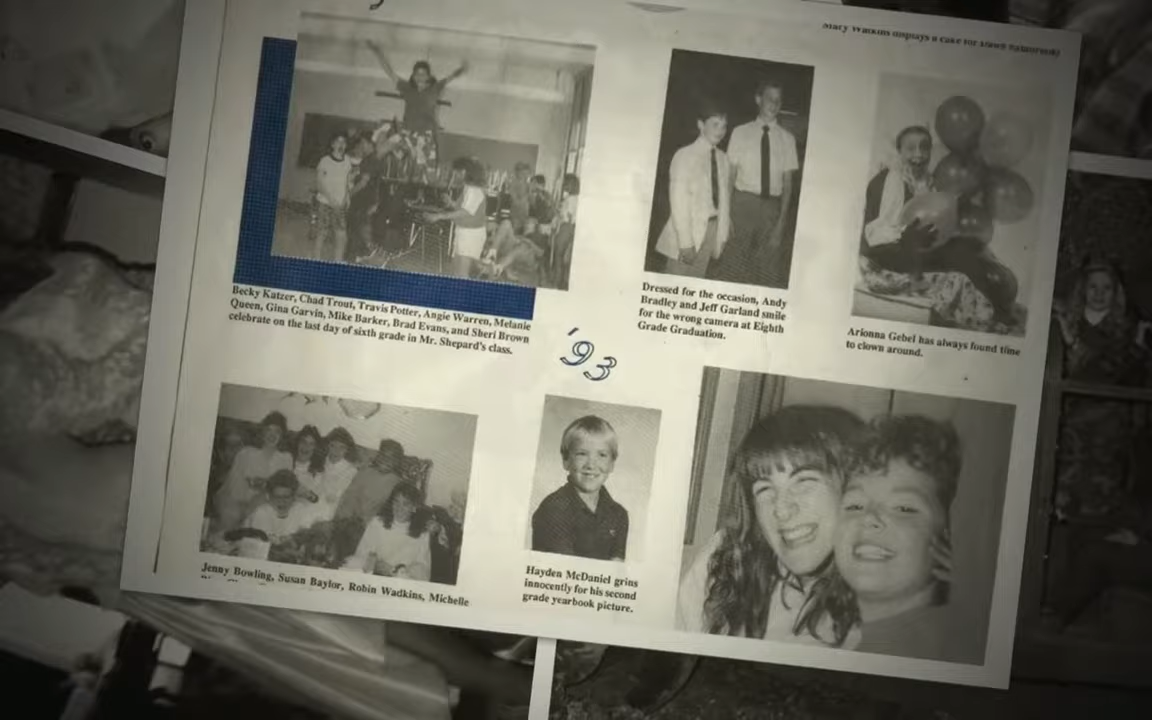 Mary Watkins displays a cake for
Becky Katzer, Chad Trout, Travis Potter, Angie Warren, Melanie
Queen, Gina Garvin, Mike Barker, Brad Evans, and Sheri Brown
celebrate on the last day of sixth grade in Mr. Shepard's class.
Dressed for the occasion, Andy
Bradley and Jeff Garland smile
for the wrong camera at Eighth
Grade Graduation.
Arionna Gebel has always found time
to clown around.
'93
Jenny Bowling, Susan Baylor, Robin Wadkins, Michelle
Hayden McDaniel grins
innocently for his second
grade yearbook picture.